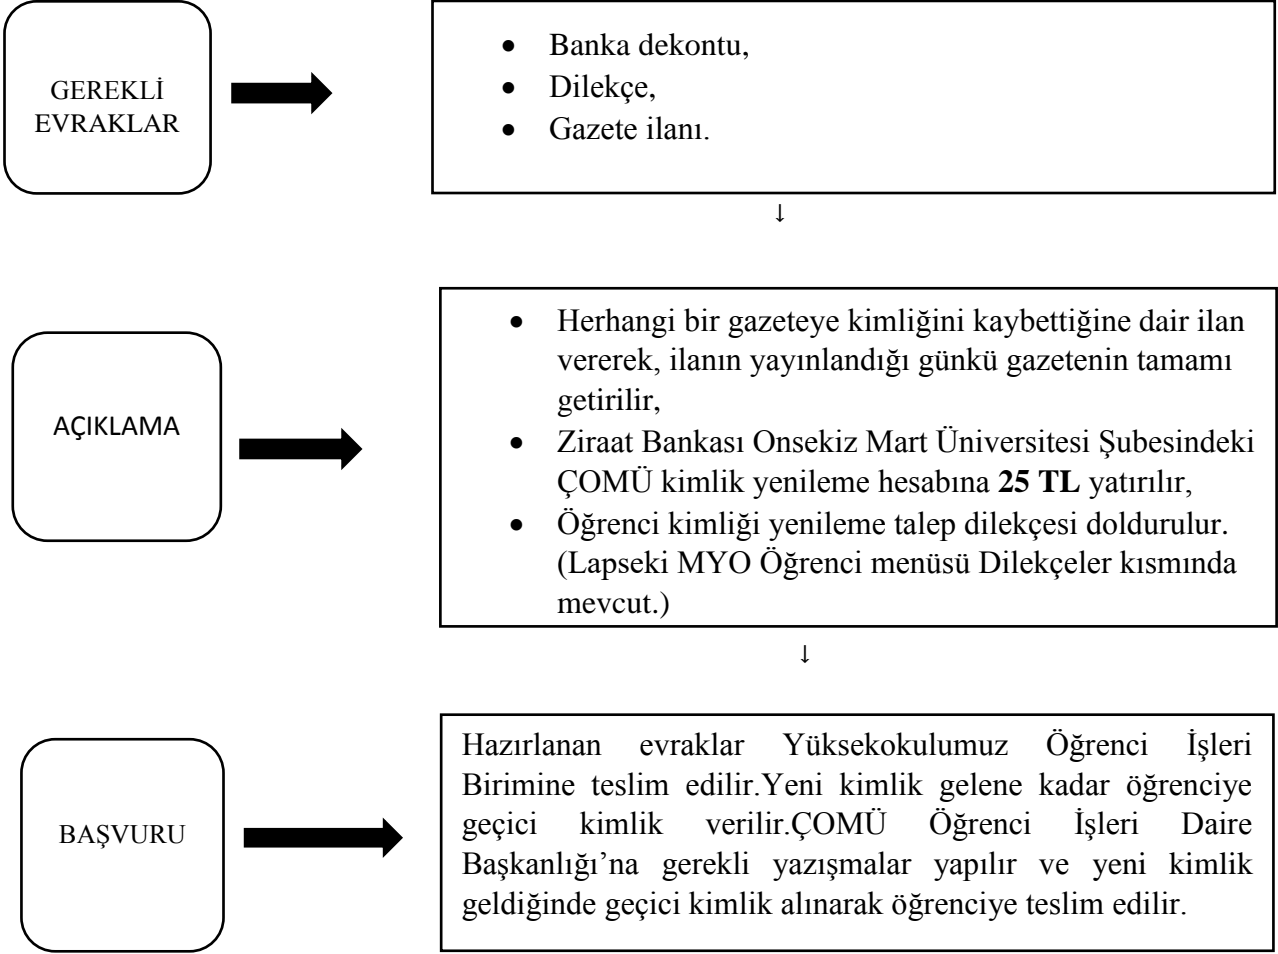 GEREKLİ
EVRAKLAR
• Banka dekontu,
• Dilekçe,
• Gazete ilanı.
↓
AÇIKLAMA
• Herhangi bir gazeteye kimliğini kaybettiğine dair ilan
vererek, ilanın yayınlandığı günkü gazetenin tamamı
getirilir,
• Ziraat Bankası Onsekiz Mart Üniversitesi Şubesindeki
ÇOMÜ kimlik yenileme hesabına 25 TL yatırılır,
• Öğrenci kimliği yenileme talep dilekçesi doldurulur.
(Lapseki MYO Öğrenci menüsü Dilekçeler kısmında
mevcut.)
↓
BAŞVURU
Hazırlanan evraklar Yüksekokulumuz Öğrenci İşleri
Birimine teslim edilir.Yeni kimlik gelene kadar öğrenciye
geçici kimlik verilir.ÇOMÜ Öğrenci İşleri Daire
Başkanlığı’na gerekli yazışmalar yapılır ve yeni kimlik
geldiğinde geçici kimlik alınarak öğrenciye teslim edilir.